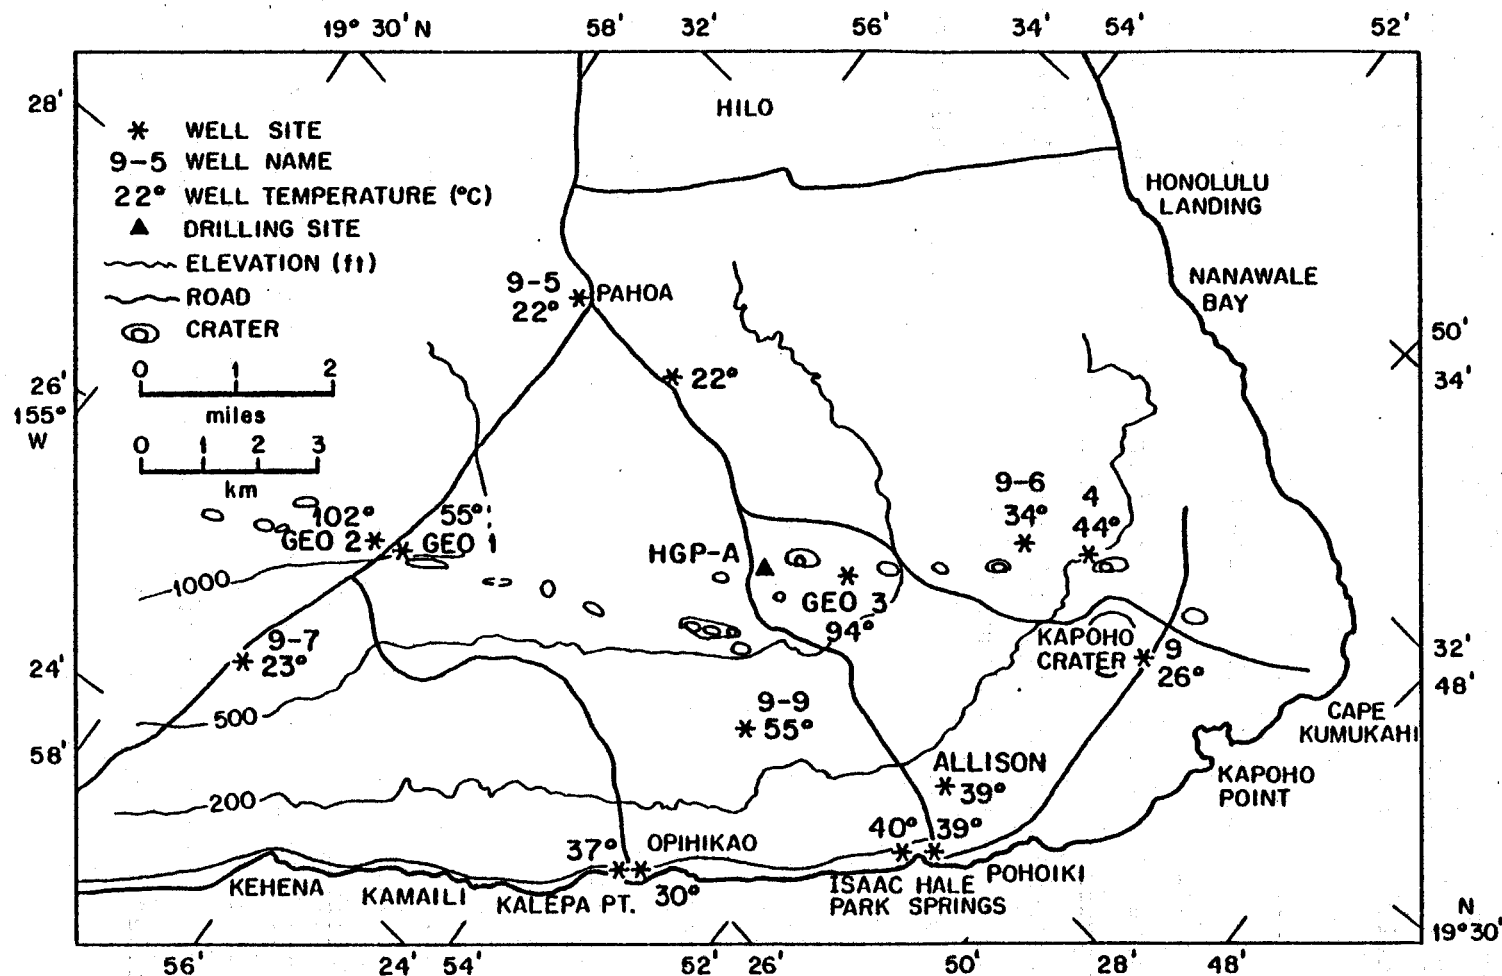 19° 30' N
58'
32'
56'
34'
54'
52'
28'
HILO
* WELL SITE
9-5 WELL NAME
22° WELL TEMPERATURE (°C)
DRILLING SITE
ELEVATION (ft)
ROAD
CRATER
0 1 2
miles
0 1 2 3
km
HONOLULU
LANDING
NANAWALE
BAY
9-5
22°
PAHOA
22°
50'
34'
26'
155°
W
102°
GEO 2
55°
GEO 1
9-6
34°
4
44°
HGP-A
GEO 3
94°
1000
KAPOHO
CRATER
9
26°
9-7
23°
24'
32'
48'
500
9-9
55°
58'
CAPE
KUMUKAHI
ALLISON
39°
KAPOHO
POINT
200
40°
39°
37°
OPIHIKAO
30°
KEHENA
KAMAILI
KALEPA PT.
ISAAC HALE
PARK SPRINGS
POHOIKI
N
19°30'
56'
24'
54'
52'
26'
50'
28'
48'